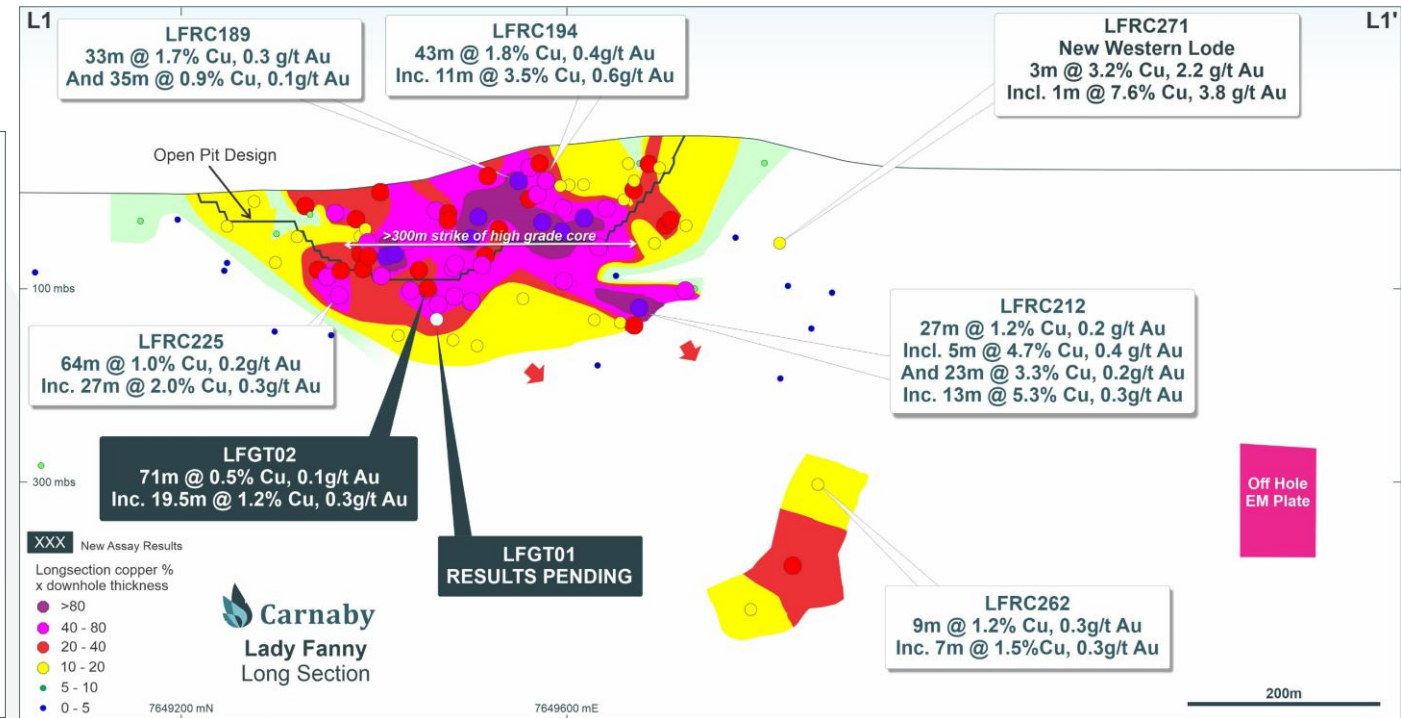 L1
L1'
LFRC189
33m @ 1.7% Cu, 0.3 g/t Au
And 35m @ 0.9% Cu, 0.1g/t Au
LFRC194
43m @ 1.8% Cu, 0.4g/t Au
Inc. 11m @ 3.5% Cu, 0.6g/t Au
LFRC271
New Western Lode
3m @ 3.2% Cu, 2.2 g/t Au
Incl. 1m @ 7.6% Cu, 3.8 g/t Au
Open Pit Design
>300m strike of high grade core
100 mbs
LFRC225
64m @ 1.0% Cu, 0.2g/t Au
Inc. 27m @ 2.0% Cu, 0.3g/t Au
LFRC212
27m @ 1.2% Cu, 0.2 g/t Au
Incl. 5m @ 4.7% Cu, 0.4 g/t Au
And 23m @ 3.3% Cu, 0.2g/t Au
Inc. 13m @ 5.3% Cu, 0.3g/t Au
LFGT02
71m @ 0.5% Cu, 0.1g/t Au
Inc. 19.5m @ 1.2% Cu, 0.3g/t Au
300 mbs
Off Hole
EM Plate
LFGT01
RESULTS PENDING
XXX New Assay Results
Longsection copper %
x downhole thickness
>80
40 - 80
20 - 40
10 - 20
5 - 10
0 - 5
Carnaby
Lady Fanny
Long Section
LFRC262
9m @ 1.2% Cu, 0.3g/t Au
Inc. 7m @ 1.5%Cu, 0.3g/t Au
200m
7649200 mN
7649600 mE